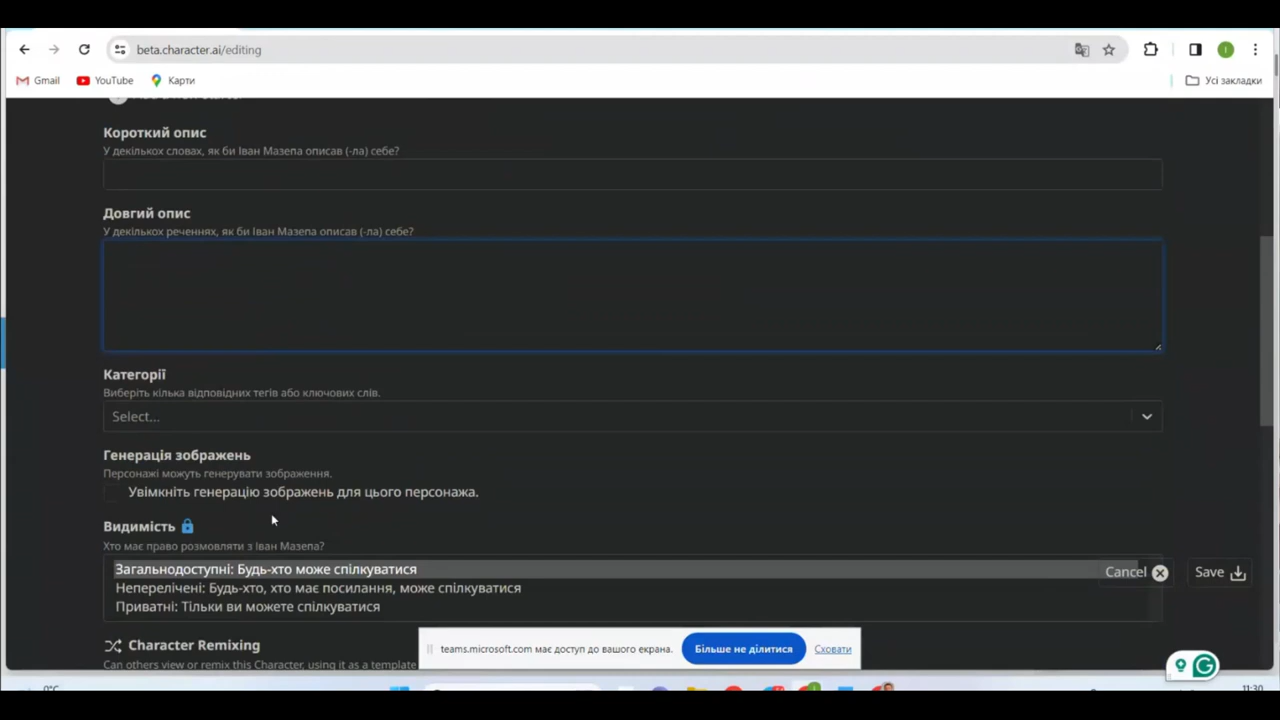 beta.character.ai/editing
Gmail YouTube Карти Усі закладки
Короткий опис
У декількох словах, як би Іван Мазепа описав (-ла) себе?
Довгий опис
У декількох реченнях, як би Іван Мазепа описав (-ла) себе?
Категорії
Виберіть кілька відповідних тегів або ключових слів.
Select...
Генерація зображень
Персонажі можуть генерувати зображення.
Увімкніть генерацію зображень для цього персонажа.
Видимість
Хто має право розмовляти з Іван Мазепа?
Загальнодоступні: Будь-хто може спілкуватися
Неперелічені: Будь-хто, хто має посилання, може спілкуватися
Приватні: Тільки ви можете спілкуватися
Cancel Save
Character Remixing
Can others view or remix this Character, using it as a template
teams.microsoft.com має доступ до вашого екрана. Більше не ділитися Сховати
0°C 11:30